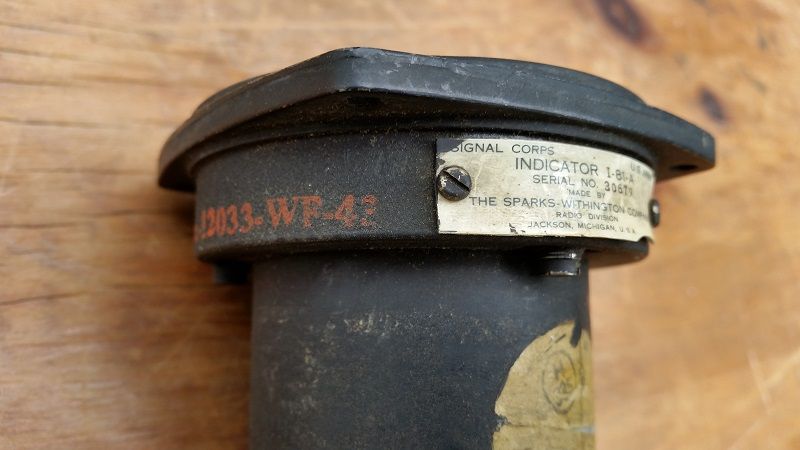 12033-WF-42
SIGNAL CORPS
INDICATOR I-81-A
SERIAL NO. 30679
MADE BY
THE SPARKS-WITHINGTON
RADIO DIVISION
JACKSON, MICHIGAN, U.S.A.